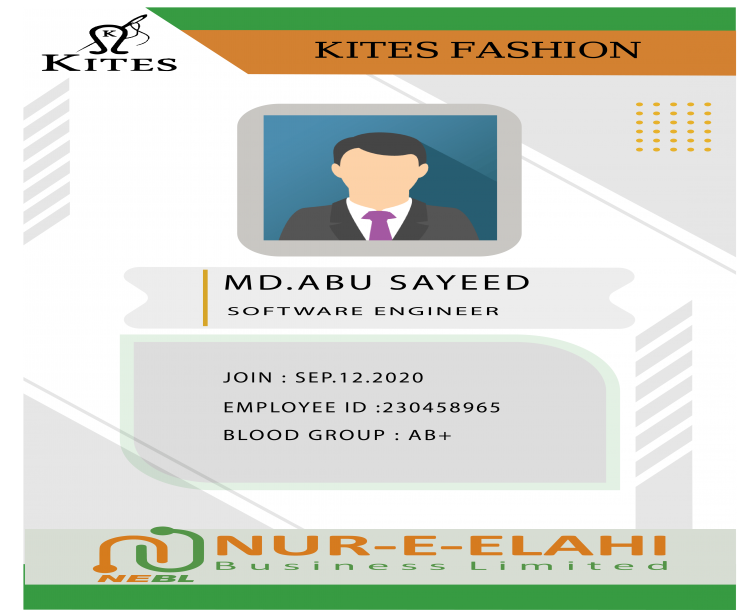 K
KITES
KITES FASHION
MD.ABU SAYEED
SOFTWARE ENGINEER
JOIN : SEP.12.2020
EMPLOYEE ID :230458965
BLOOD GROUP : AB+
NUR-E-ELAHI
Business Limited
NEBL